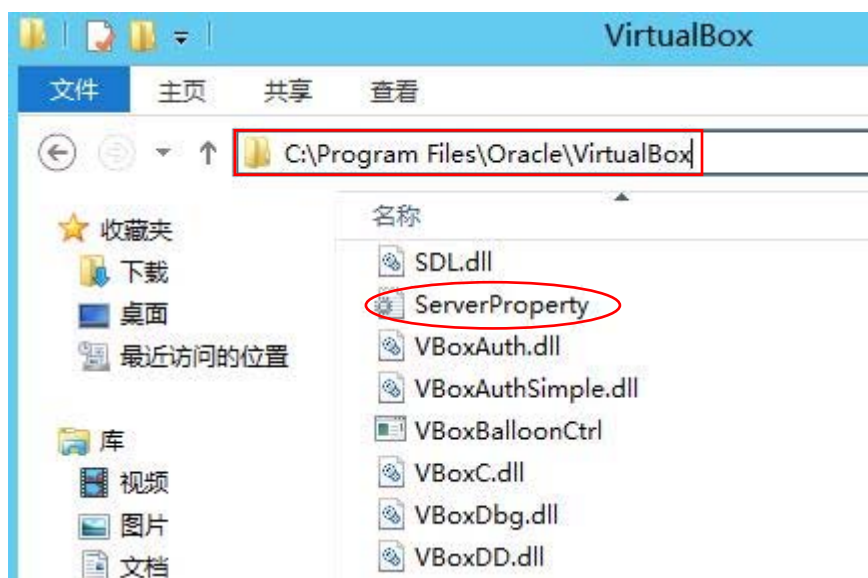 VirtualBox
文件 主页 共享 查看
C:\Program Files\Oracle\VirtualBox
名称
收藏夹
下载
桌面
最近访问的位置
库
视频
图片
文档
SDL.dll
ServerProperty
VBoxAuth.dll
VBoxAuthSimple.dll
VBoxBalloonCtrl
VBoxC.dll
VBoxDbg.dll
VBoxDD.dll